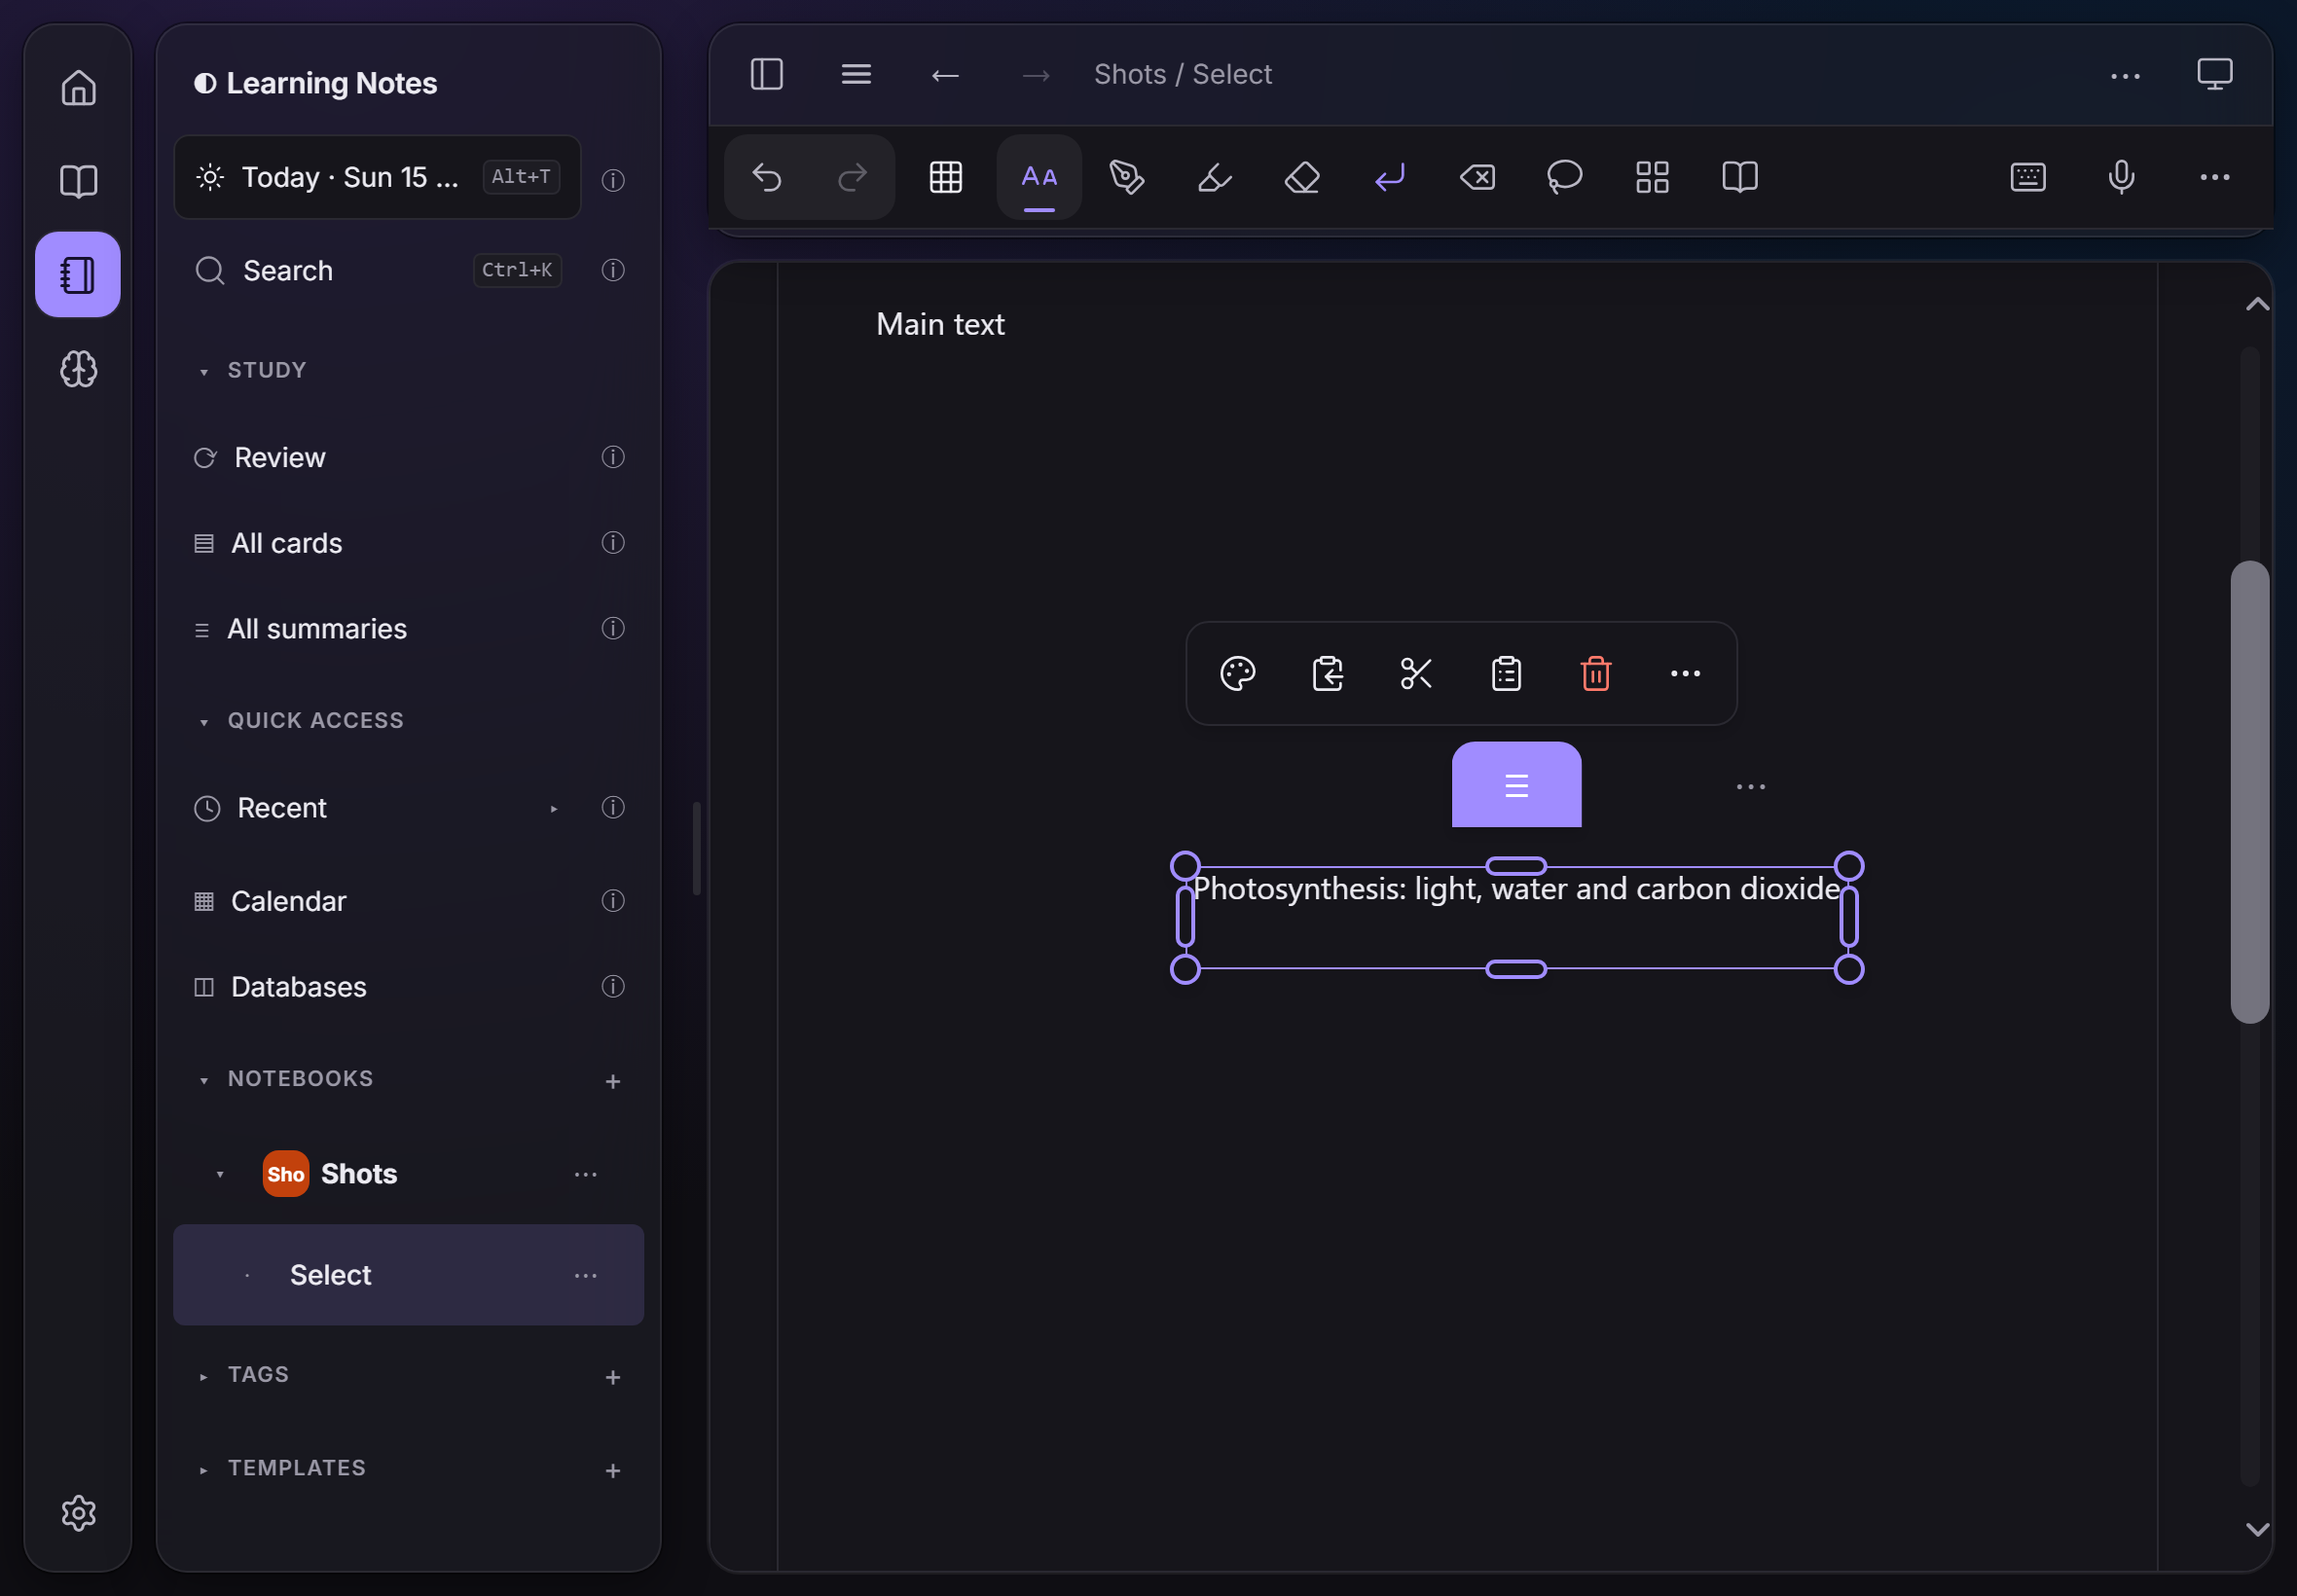 Learning Notes
Today · Sun 15 ... Alt+T
Search Ctrl+K
STUDY
Review
All cards
All summaries
QUICK ACCESS
Recent
Calendar
Databases
NOTEBOOKS
Sho Shots
Select
TAGS
TEMPLATES
Shots / Select
AA
Main text
Photosynthesis: light, water and carbon dioxide